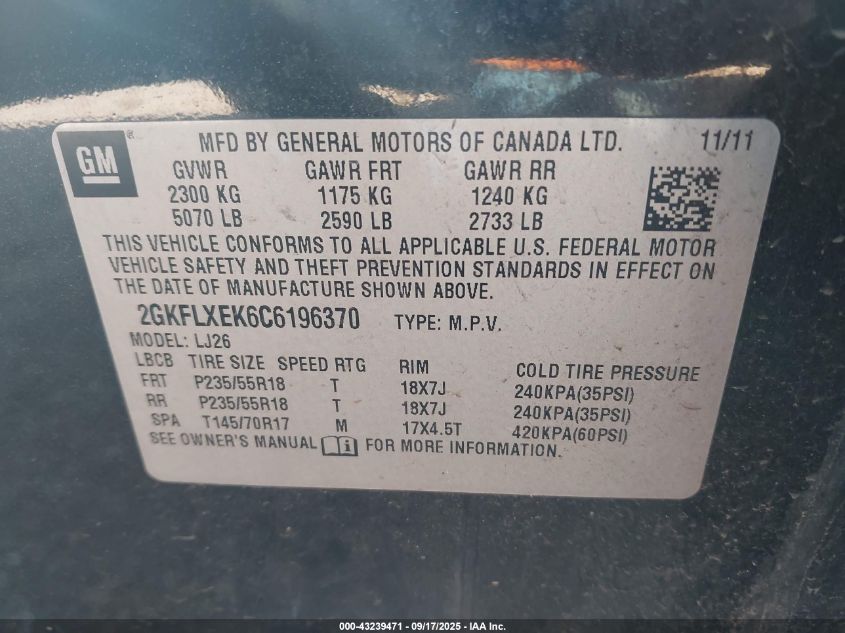 GM ® MFD BY GENERAL MOTORS OF CANADA LTD. 11/11
GVWR GAWR FRT GAWR RR
2300 KG 1175 KG 1240 KG
5070 LB 2590 LB 2733 LB
THIS VEHICLE CONFORMS TO ALL APPLICABLE U.S. FEDERAL MOTOR
VEHICLE SAFETY AND THEFT PREVENTION STANDARDS IN EFFECT ON
THE DATE OF MANUFACTURE SHOWN ABOVE.
2GKFLXEK6C6196370 TYPE: M.P.V.
MODEL: LJ26
LBCB TIRE SIZE SPEED RTG RIM COLD TIRE PRESSURE
FRT P235/55R18 T 18X7J 240KPA(35PSI)
RR P235/55R18 T 18X7J 240KPA(35PSI)
SPA T145/70R17 M 17X4.5T 420KPA(60PSI)
SEE OWNER'S MANUAL FOR MORE INFORMATION.
000-43239471 - 09/17/2025 - IAA Inc.